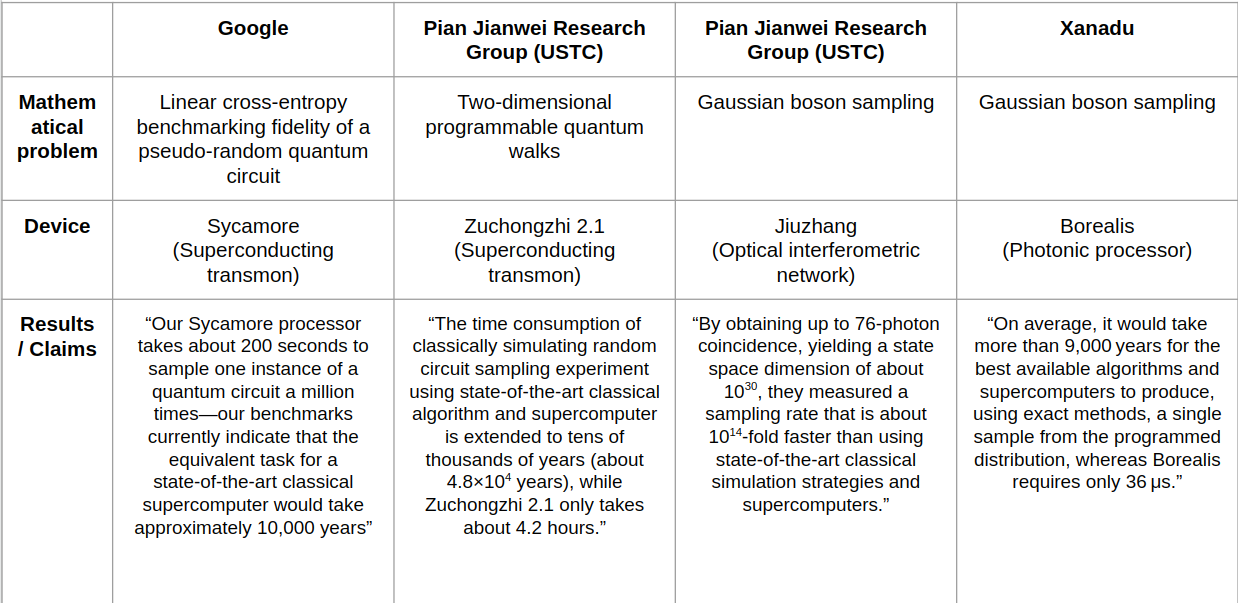 Google
Pian Jianwei Research
Group (USTC)
Pian Jianwei Research
Group (USTC)
Xanadu
Mathem
atical
problem
Linear cross-entropy
benchmarking fidelity of a
pseudo-random quantum
circuit
Two-dimensional
programmable quantum
walks
Gaussian boson sampling
Gaussian boson sampling
Device
Sycamore
(Superconducting
transmon)
Zuchongzhi 2.1
(Superconducting
transmon)
Jiuzhang
(Optical interferometric
network)
Borealis
(Photonic processor)
Results
/ Claims
“Our Sycamore processor
takes about 200 seconds to
sample one instance of a
quantum circuit a million
times—our benchmarks
currently indicate that the
equivalent task for a
state-of-the-art classical
supercomputer would take
approximately 10,000 years”
“The time consumption of
classically simulating random
circuit sampling experiment
using state-of-the-art classical
algorithm and supercomputer
is extended to tens of
thousands of years (about
4.8×10⁴ years), while
Zuchongzhi 2.1 only takes
about 4.2 hours.”
“By obtaining up to 76-photon
coincidence, yielding a state
space dimension of about
10³⁰, they measured a
sampling rate that is about
10¹⁴-fold faster than using
state-of-the-art classical
simulation strategies and
supercomputers.”
“On average, it would take
more than 9,000 years for the
best available algorithms and
supercomputers to produce,
using exact methods, a single
sample from the programmed
distribution, whereas Borealis
requires only 36 μs.”